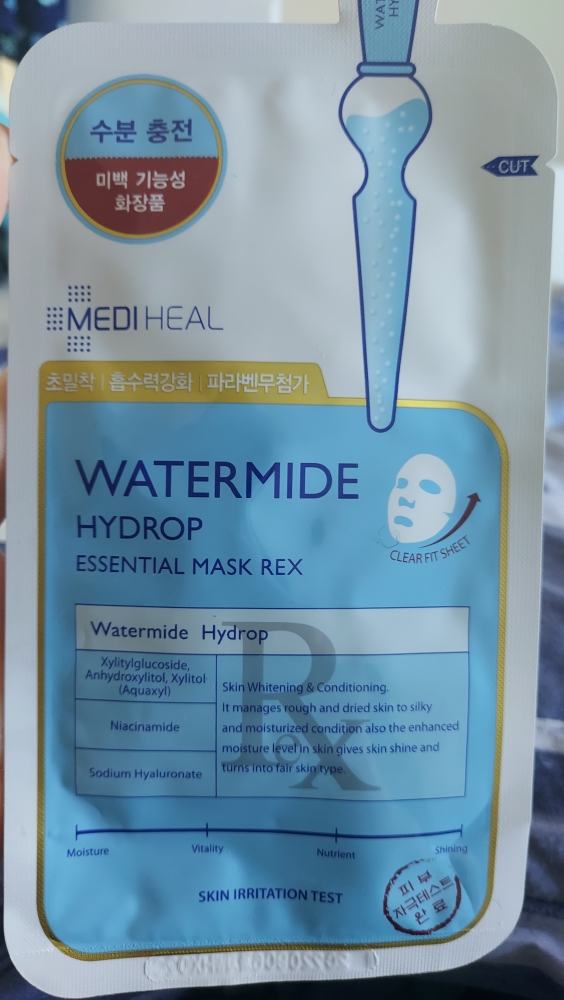 WATERMIDE
수분 충전
미백 기능성
화장품
CUT
MEDIHEAL
초밀착 | 흡수력강화 | 파라벤무첨가
WATERMIDE
HYDROP
ESSENTIAL MASK REX
CLEAR FIT SHEET
Watermide Hydrop
Rx
Xylitylglucoside,
Anhydroxylitol, Xylitol
(Aquaxyl)
Niacinamide
Sodium Hyaluronate
Skin Whitening & Conditioning.
It manages rough and dried skin to silky
and moisturized condition also the enhanced
moisture level in skin gives skin shine and
turns into fair skin type.
Moisture Vitality Nutrient Shining
SKIN IRRITATION TEST
피부
자극테스트
완료